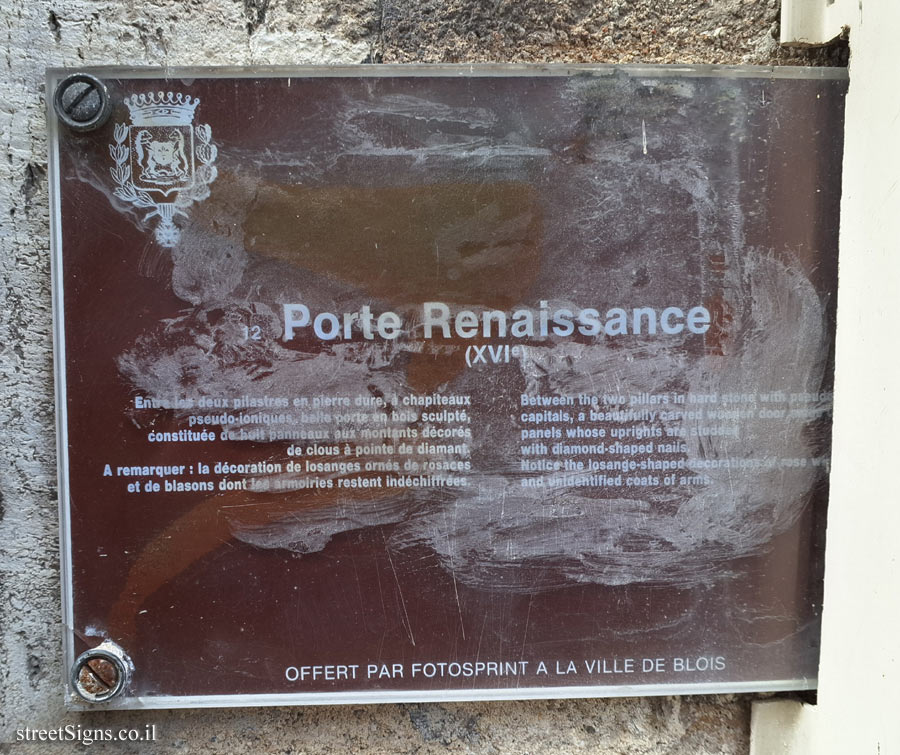 12 Porte Renaissance
(XVIe)
Entre les deux pilastres en pierre dure, à chapiteaux
pseudo-ioniques, belle porte en bois sculpté,
constituée de huit panneaux aux montants décorés
de clous à pointe de diamant.
A remarquer : la décoration de losanges ornés de rosaces
et de blasons dont les armoiries restent indéchiffrées.
Between the two pillars in hard stone with
capitals, a beautifully carved wooden door
panels whose uprights are studded
with diamond-shaped nails.
Notice the losange-shaped decorations of rose
and unidentified coats of arms.
OFFERT PAR FOTOSPRINT A LA VILLE DE BLOIS
streetSigns.co.il